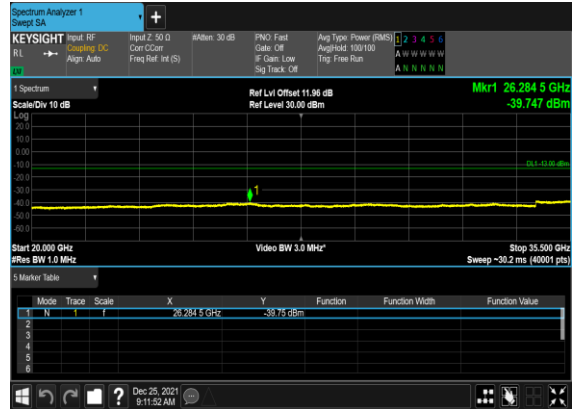 Spectrum Analyzer 1
Swept SA
KEYSIGHT Input: RF Input Z: 50 Ω #Atten: 30 dB PNO: Fast Avg Type: Power (RMS) 1 2 3 4 5 6
RL Coupling: DC Corr CCorr Gate: Off Avg|Hold: 100/100 A W W W W W
Align: Auto Freq Ref: Int (S) IF Gain: Low Trig: Free Run
Sig Track: Off A N N N N N
1 Spectrum Ref Lvl Offset 11.96 dB Mkr1 26.284 5 GHz
Scale/Div 10 dB Ref Level 30.00 dBm -39.747 dBm
Log
20.0
10.0
0.00
-10.0
DL1 -13.00 dBm
-20.0
-30.0
1
-40.0
-50.0
-60.0
Start 20.000 GHz Video BW 3.0 MHz* Stop 35.500 GHz
#Res BW 1.0 MHz Sweep ~30.2 ms (40001 pts)
5 Marker Table
Mode Trace Scale X Y Function Function Width Function Value
1 N 1 f 26.284 5 GHz -39.75 dBm
2
3
4
5
6
? Dec 25, 2021
9:11:52 AM